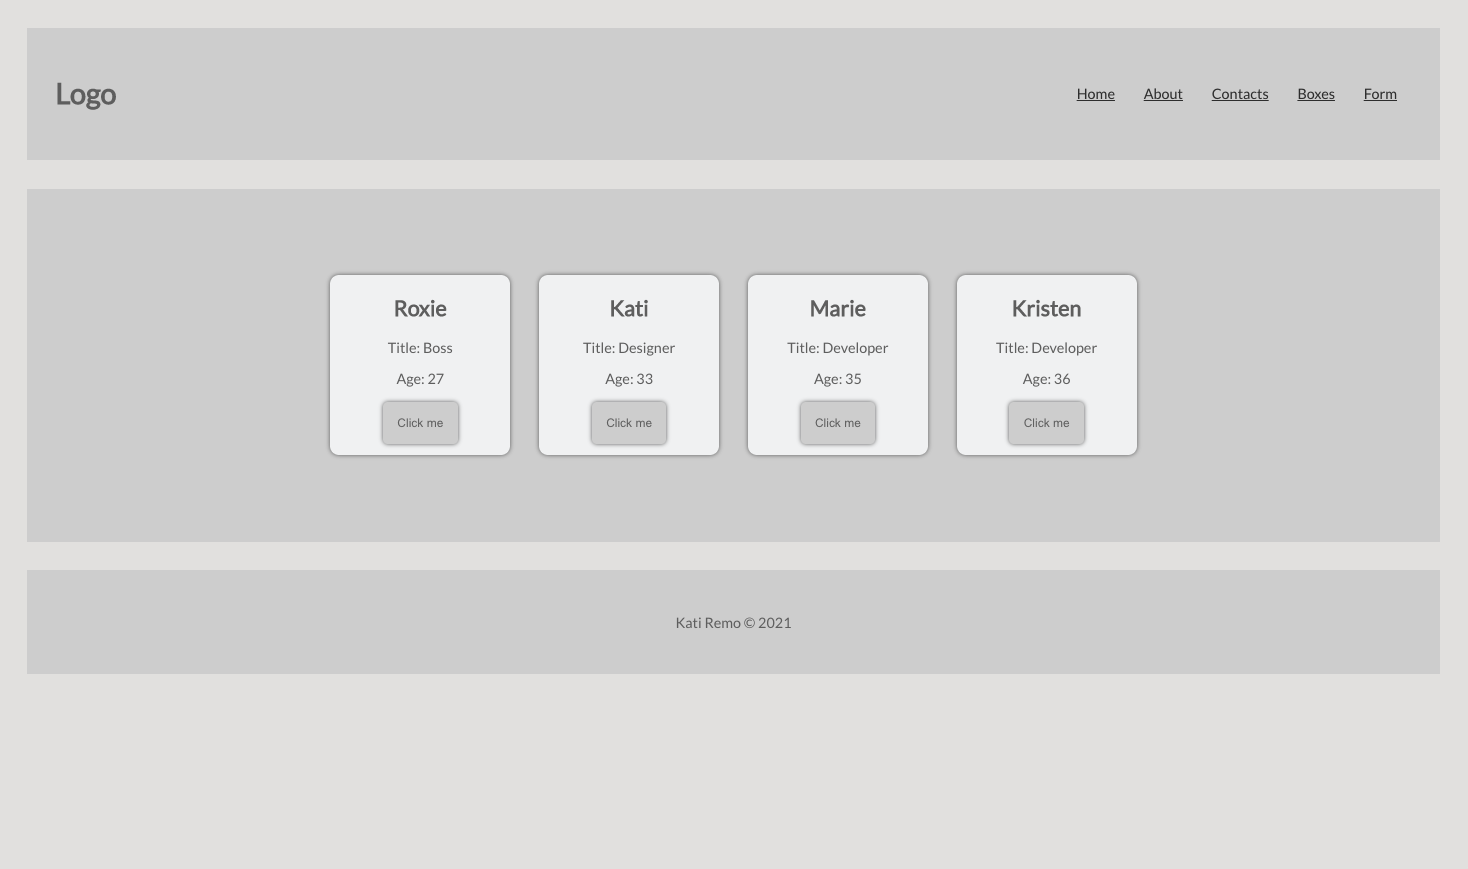 Logo
Home About Contacts Boxes Form
Roxie
Title: Boss
Age: 27
Click me
Kati
Title: Designer
Age: 33
Click me
Marie
Title: Developer
Age: 35
Click me
Kristen
Title: Developer
Age: 36
Click me
Kati Remo © 2021